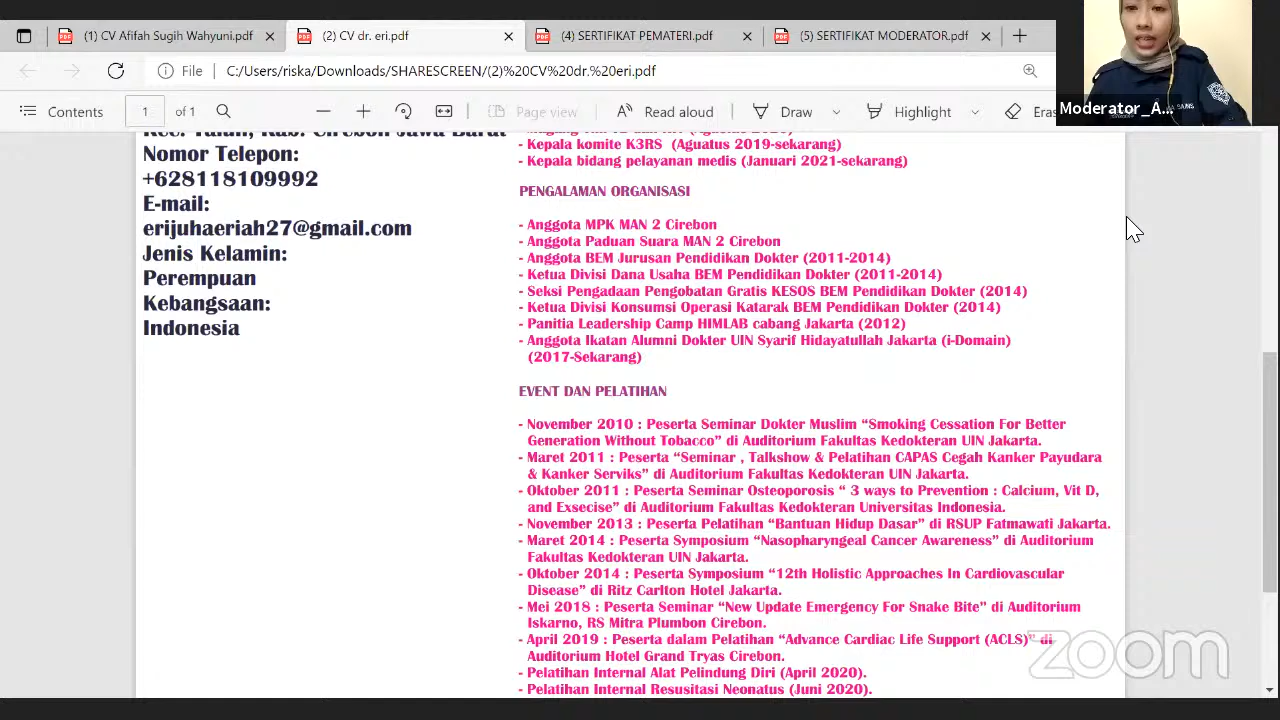 (1) CV Afifah Sugih Wahyuni.pdf
(2) CV dr. eri.pdf
(4) SERTIFIKAT PEMATERI.pdf
(5) SERTIFIKAT MODERATOR.pdf
File
C:/Users/riska/Downloads/SHARESCREEN/(2)%20CV%20dr.%20eri.pdf
Contents
1
of 1
Page view
Read aloud
Draw
Highlight
Eras
Moderator_A...
SAINS
Nomor Telepon:
+628118109992
E-mail:
erijuhaeriah27@gmail.com
Jenis Kelamin:
Perempuan
Kebangsaan:
Indonesia
- Kepala komite K3RS (Aguatus 2019-sekarang)
- Kepala bidang pelayanan medis (Januari 2021-sekarang)
PENGALAMAN ORGANISASI
- Anggota MPK MAN 2 Cirebon
- Anggota Paduan Suara MAN 2 Cirebon
- Anggota BEM Jurusan Pendidikan Dokter (2011-2014)
- Ketua Divisi Dana Usaha BEM Pendidikan Dokter (2011-2014)
- Seksi Pengadaan Pengobatan Gratis KESOS BEM Pendidikan Dokter (2014)
- Ketua Divisi Konsumsi Operasi Katarak BEM Pendidikan Dokter (2014)
- Panitia Leadership Camp HIMLAB cabang Jakarta (2012)
- Anggota Ikatan Alumni Dokter UIN Syarif Hidayatullah Jakarta (i-Domain)
(2017-Sekarang)
EVENT DAN PELATIHAN
- November 2010 : Peserta Seminar Dokter Muslim “Smoking Cessation For Better
Generation Without Tobacco” di Auditorium Fakultas Kedokteran UIN Jakarta.
- Maret 2011 : Peserta “Seminar , Talkshow & Pelatihan CAPAS Cegah Kanker Payudara
& Kanker Serviks” di Auditorium Fakultas Kedokteran UIN Jakarta.
- Oktober 2011 : Peserta Seminar Osteoporosis “ 3 ways to Prevention : Calcium, Vit D,
and Exsecise” di Auditorium Fakultas Kedokteran Universitas Indonesia.
- November 2013 : Peserta Pelatihan “Bantuan Hidup Dasar” di RSUP Fatmawati Jakarta.
- Maret 2014 : Peserta Symposium “Nasopharyngeal Cancer Awareness” di Auditorium
Fakultas Kedokteran UIN Jakarta.
- Oktober 2014 : Peserta Symposium “12th Holistic Approaches In Cardiovascular
Disease” di Ritz Carlton Hotel Jakarta.
- Mei 2018 : Peserta Seminar “New Update Emergency For Snake Bite” di Auditorium
Iskarno, RS Mitra Plumbon Cirebon.
- April 2019 : Peserta dalam Pelatihan “Advance Cardiac Life Support (ACLS)” di
Auditorium Hotel Grand Tryas Cirebon.
- Pelatihan Internal Alat Pelindung Diri (April 2020).
- Pelatihan Internal Resusitasi Neonatus (Juni 2020).
zoom